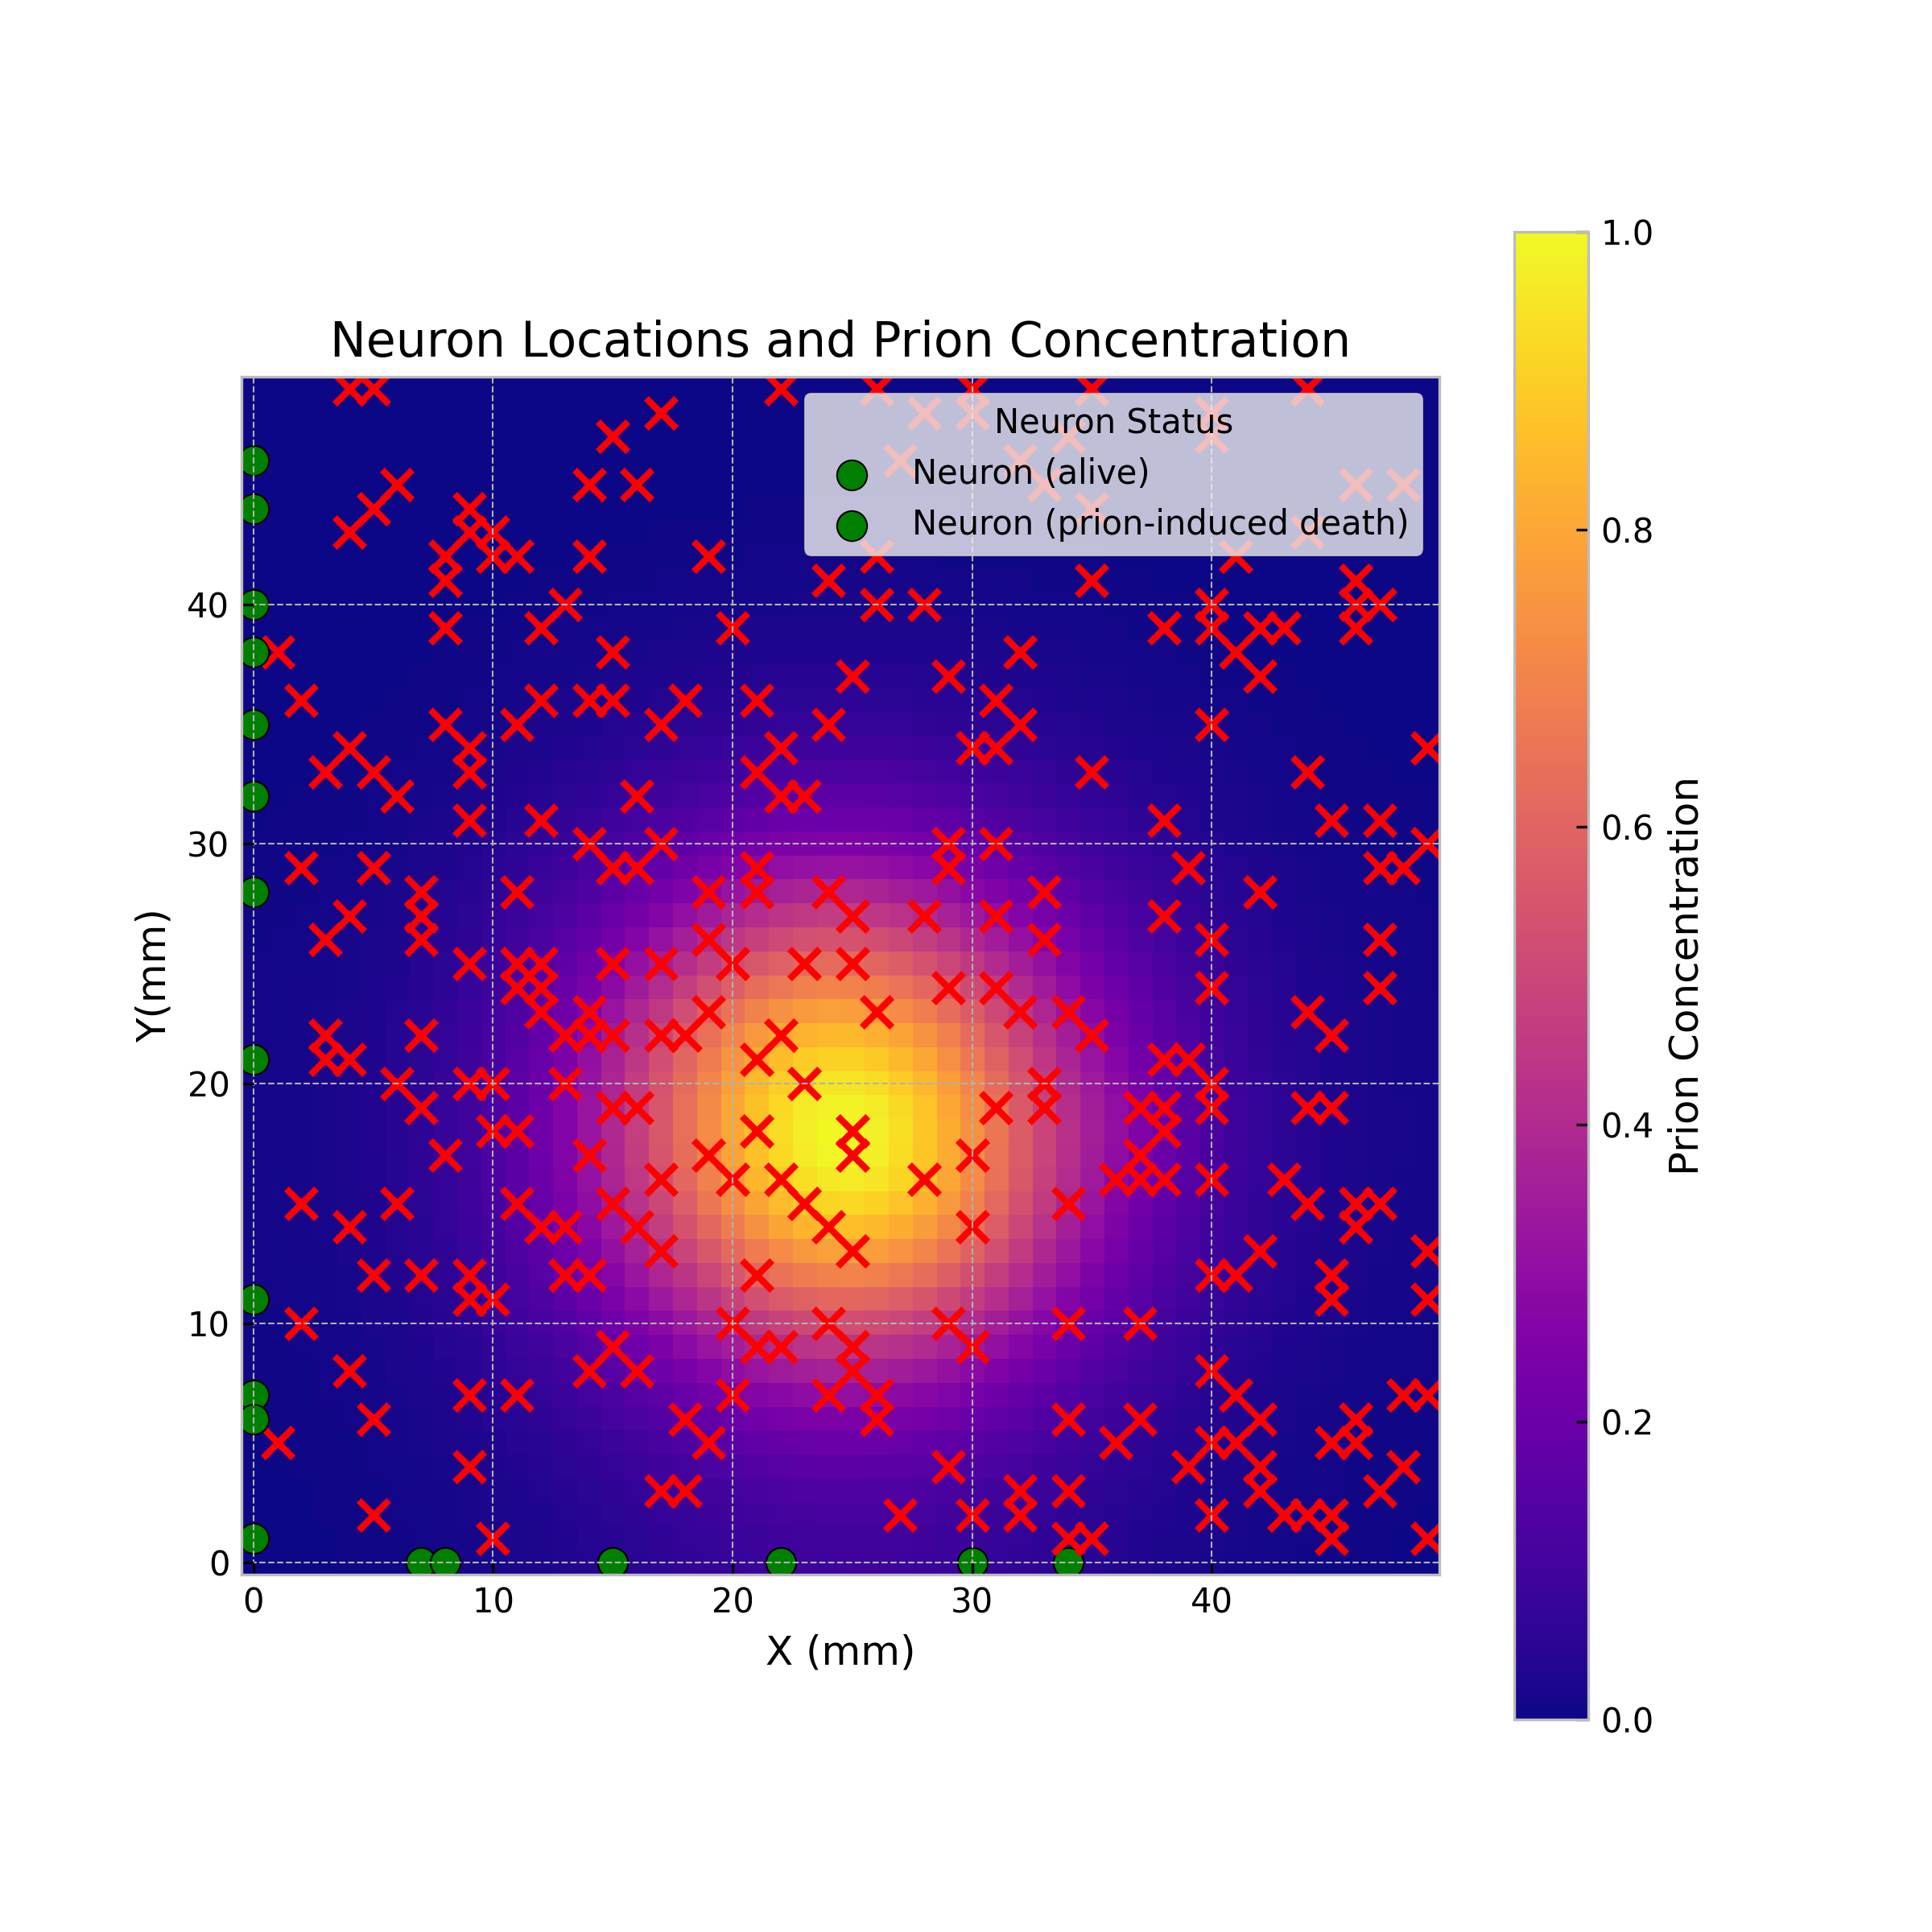 Neuron Locations and Prion Concentration
Neuron Status
Neuron (alive)
Neuron (prion-induced death)
Y(mm)
40
30
20
10
0
0 10 20 30 40
X (mm)
1.0
0.8
0.6
0.4
0.2
0.0
Prion Concentration